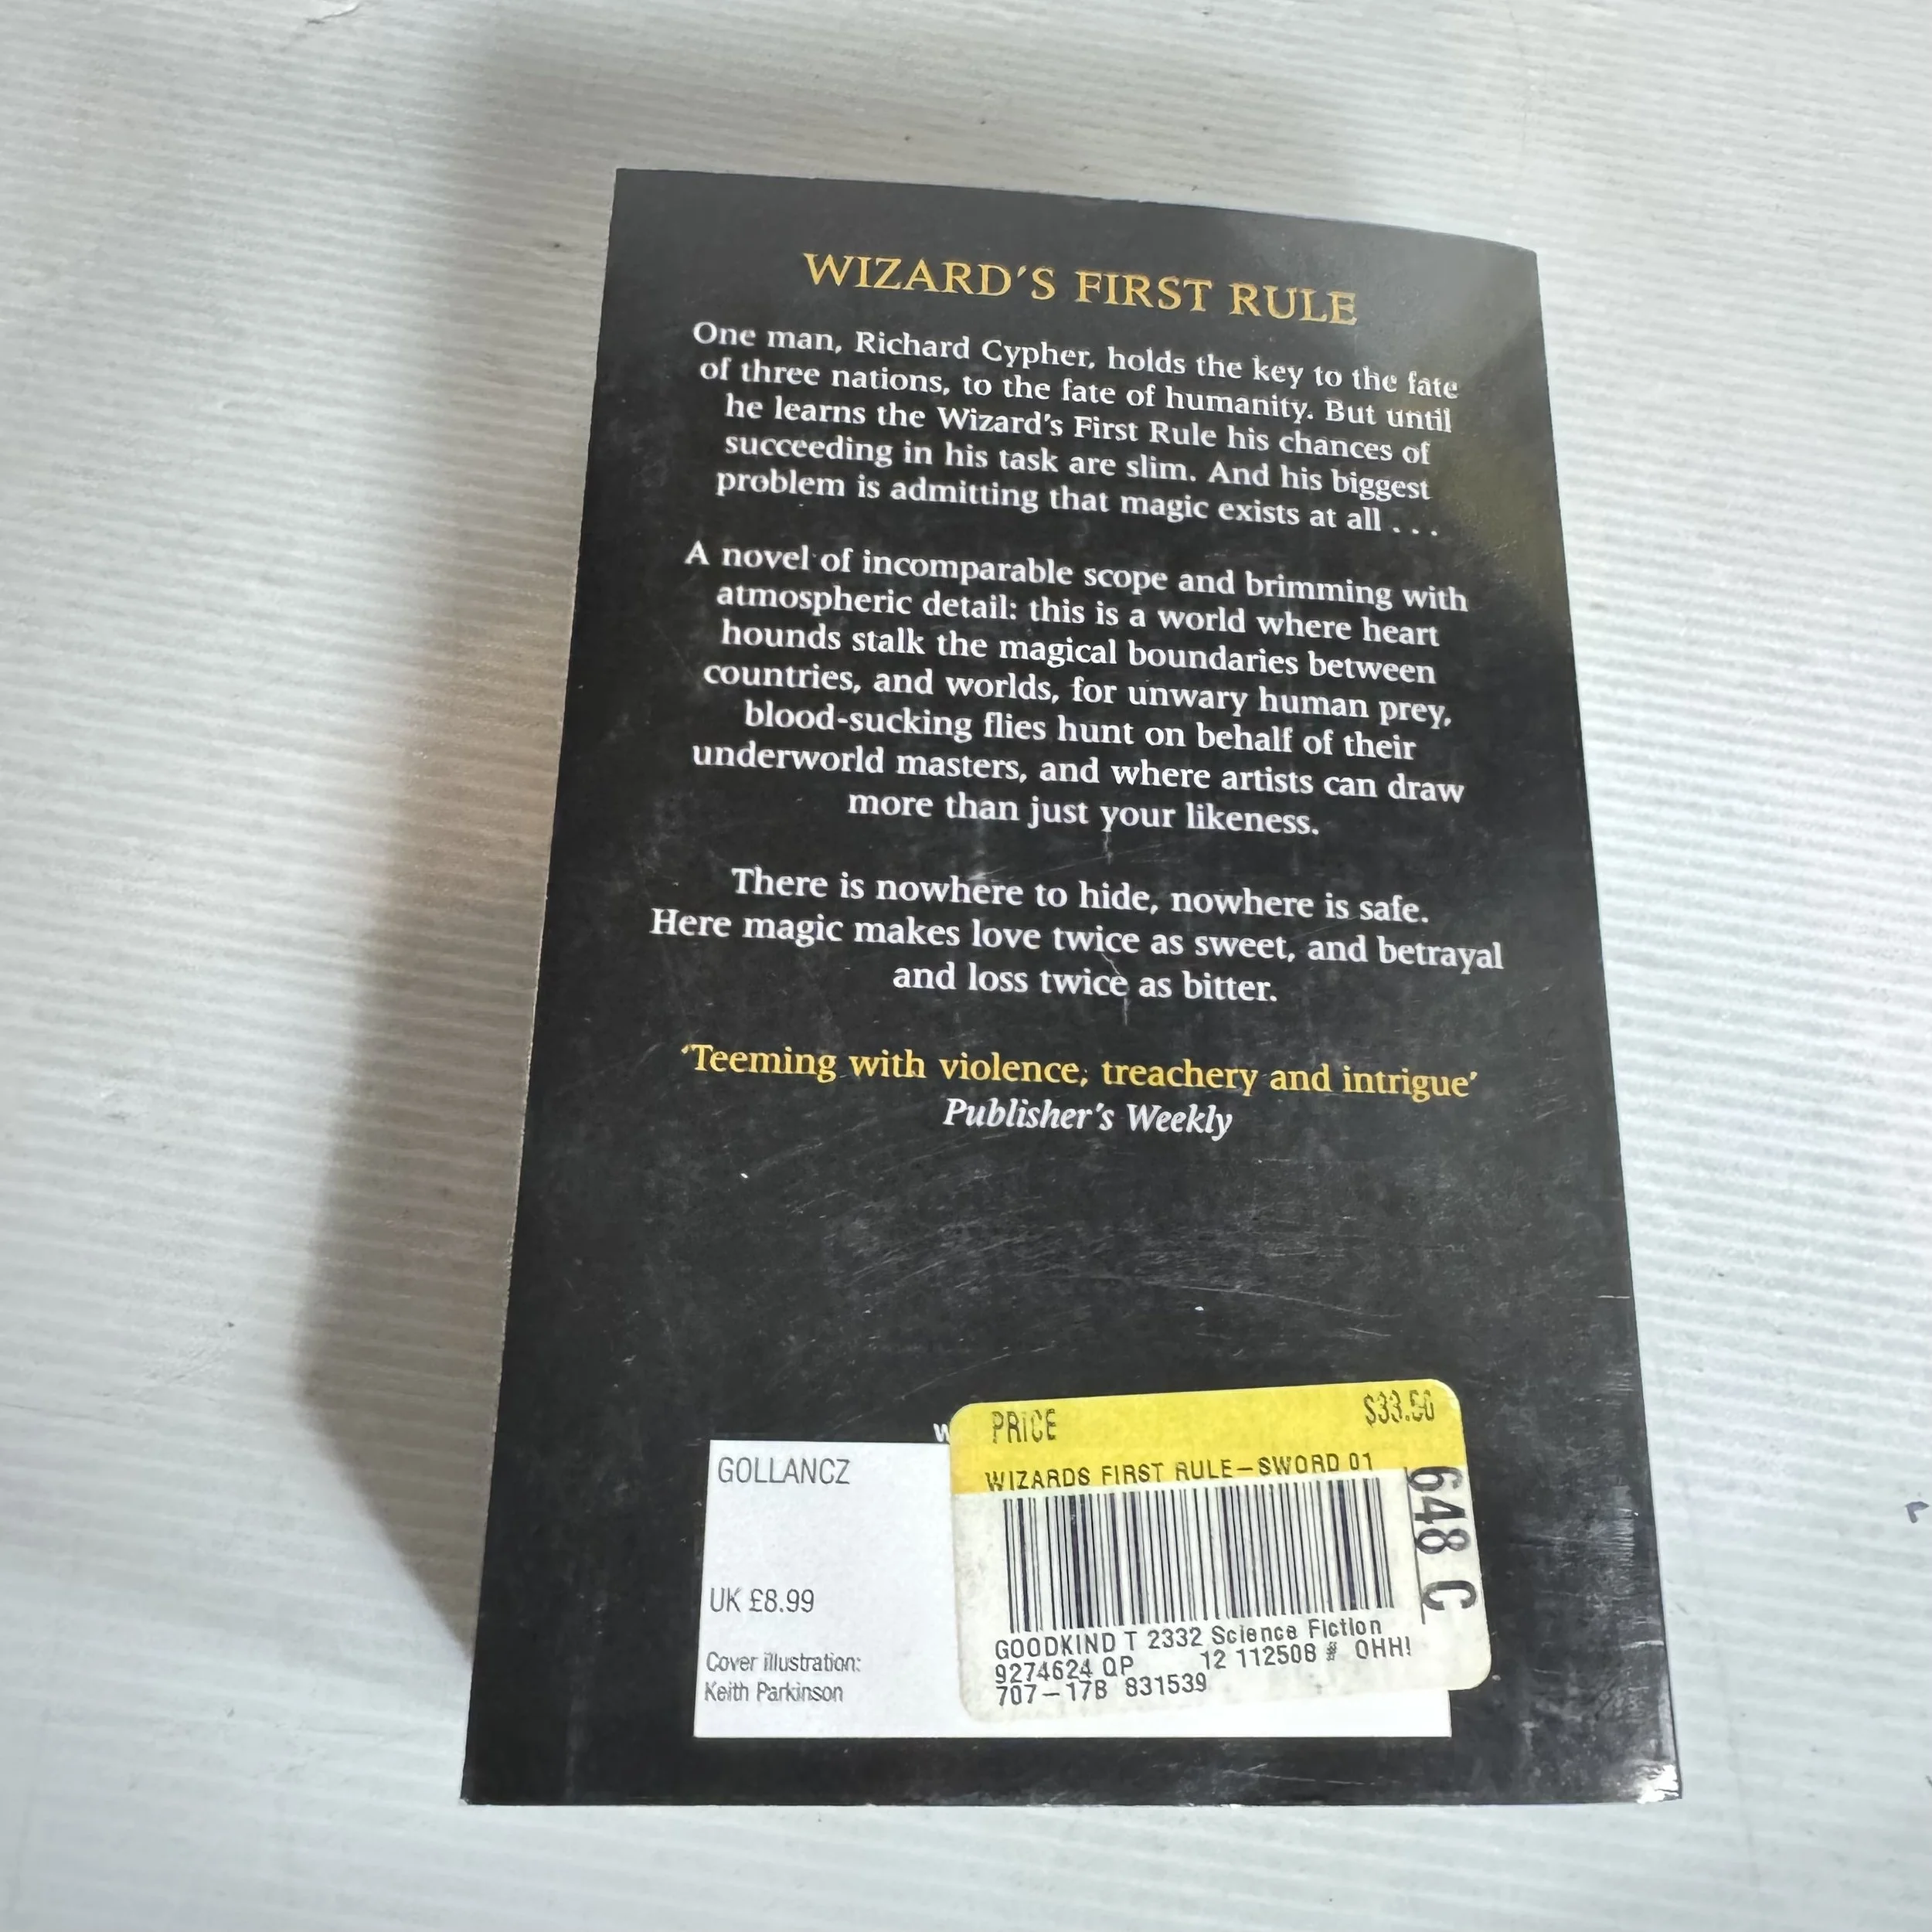 WIZARD'S FIRST RULE
One man, Richard Cypher, holds the key to the fate
of three nations, to the fate of humanity. But until
he learns the Wizard's First Rule his chances of
succeeding in his task are slim. And his biggest
problem is admitting that magic exists at all . . .
A novel of incomparable scope and brimming with
atmospheric detail: this is a world where heart
hounds stalk the magical boundaries between
countries, and worlds, for unwary human prey,
blood-sucking flies hunt on behalf of their
underworld masters, and where artists can draw
more than just your likeness.
There is nowhere to hide, nowhere is safe.
Here magic makes love twice as sweet, and betrayal
and loss twice as bitter.
'Teeming with violence, treachery and intrigue'
Publisher's Weekly
w
GOLLANCZ
UK £8.99
Cover illustration:
Keith Parkinson
PRICE $33.50
WIZARDS FIRST RULE-SWORD 01
648 C
GOODKIND T 2332 Science Fiction
9274624 QP 12 112508 # OHH!
707-17B 831539